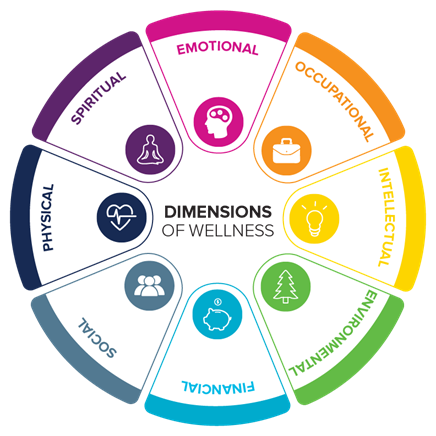 EMOTIONAL
OCCUPATIONAL
INTELLECTUAL
ENVIRONMENTAL
FINANCIAL
SOCIAL
PHYSICAL
SPIRITUAL
DIMENSIONS
OF WELLNESS
$